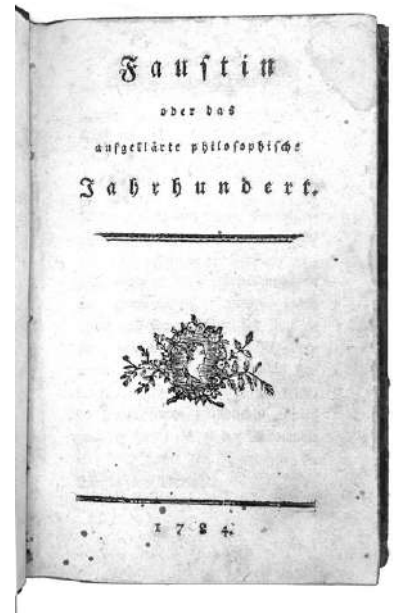 Faustin
oder das
aufgeklärte philosophische
Jahrhundert.
1784.